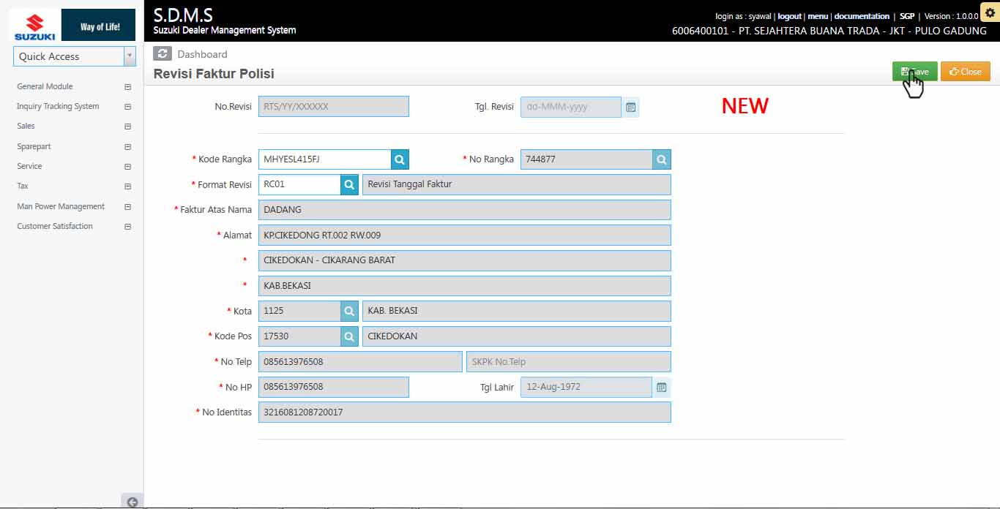 SUZUKI
Way of Life!
S.D.M.S
Suzuki Dealer Management System
login as : syawal | logout | menu | documentation | SGP | Version : 1.0.0.0
6006400101 - PT. SEJAHTERA BUANA TRADA - JKT - PULO GADUNG
Quick Access
General Module
Inquiry Tracking System
Sales
Sparepart
Service
Tax
Man Power Management
Customer Satisfaction
Dashboard
Revisi Faktur Polisi
Close
No.Revisi RTS/YY/XXXXXX Tgl. Revisi dd-MMM-yyyy NEW
* Kode Rangka MHYESL415FJ * No Rangka 744877
* Format Revisi RC01 Revisi Tanggal Faktur
* Faktur Atas Nama DADANG
* Alamat KP.CIKEDONG RT.002 RW.009
* CIKEDOKAN - CIKARANG BARAT
* KAB.BEKASI
* Kota 1125 KAB. BEKASI
* Kode Pos 17530 CIKEDOKAN
* No Telp 085613976508 SKPK No.Telp
* No HP 085613976508 Tgl Lahir 12-Aug-1972
* No Identitas 3216081208720017